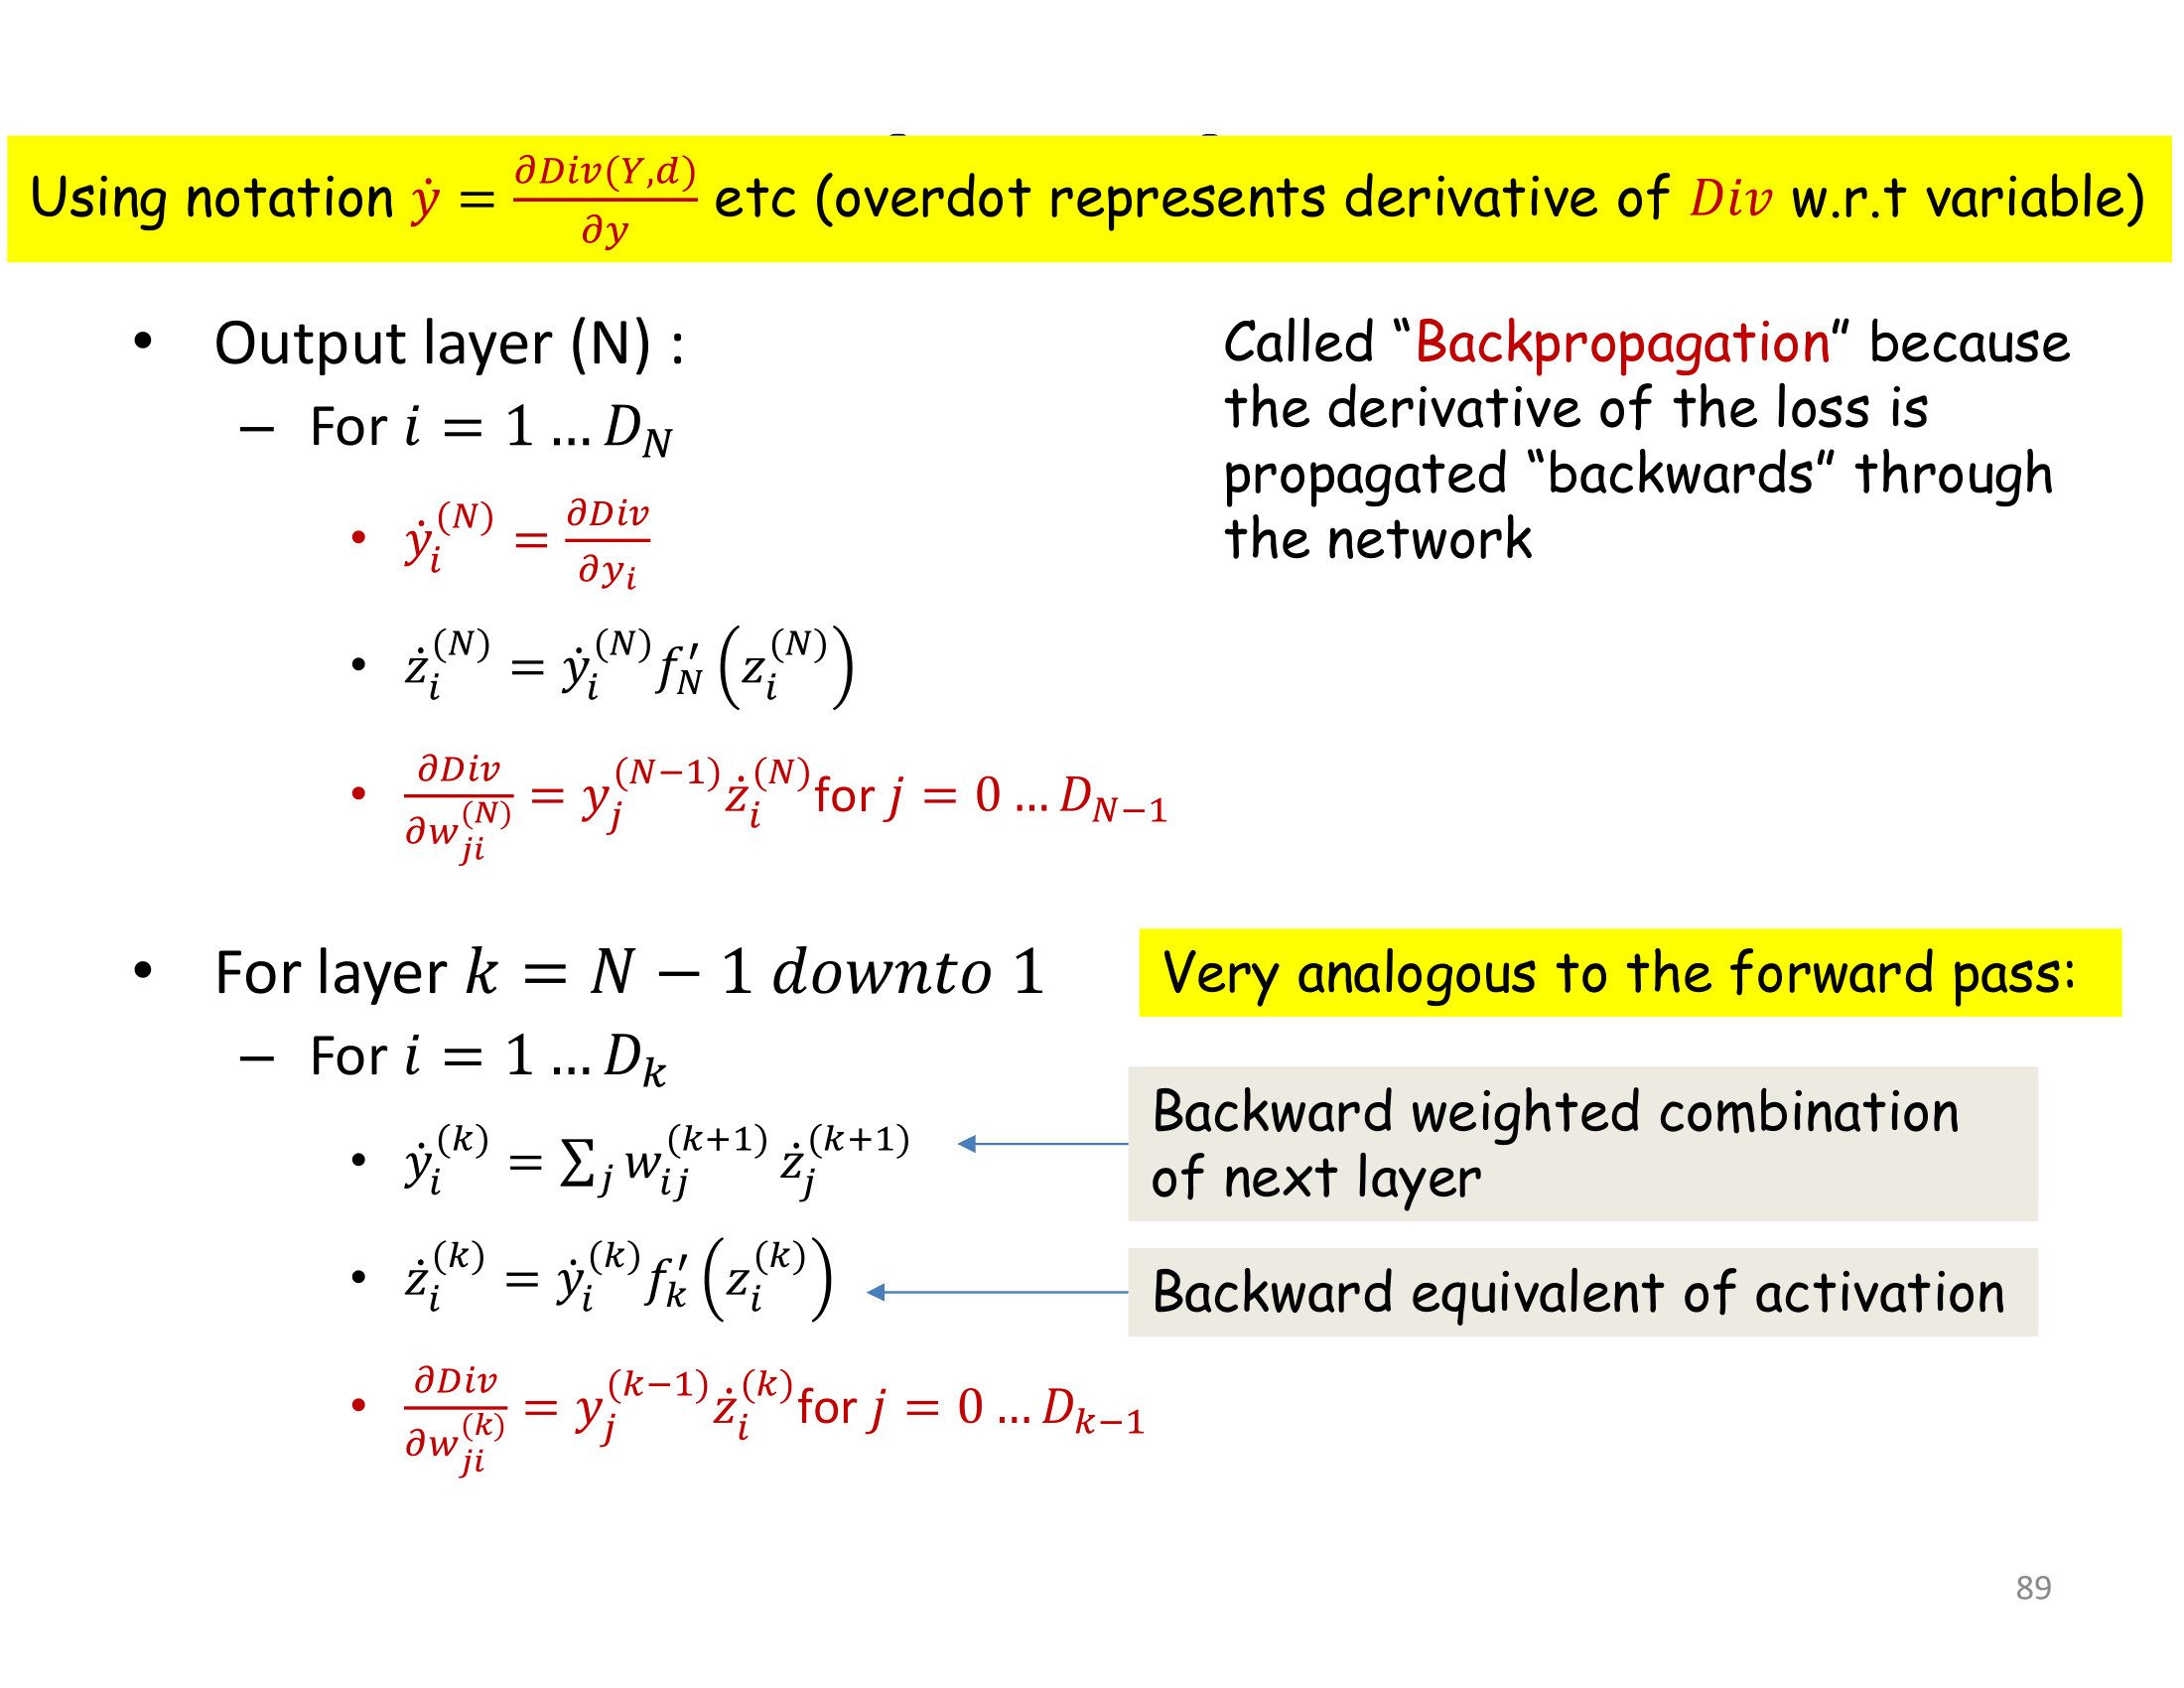 Using notation $\dot{y} = \frac{\partial Div(Y,d)}{\partial y}$ etc (overdot represents derivative of $Div$ w.r.t variable)
• Output layer (N) :
– For $i = 1 \ldots D_N$
• $\dot{y}_i^{(N)} = \frac{\partial Div}{\partial y_i}$
• $\dot{z}_i^{(N)} = \dot{y}_i^{(N)} f_N'\left(z_i^{(N)}\right)$
• $\frac{\partial Div}{\partial w_{ji}^{(N)}} = y_j^{(N-1)} \dot{z}_i^{(N)}$ for $j = 0 \ldots D_{N-1}$
Called “Backpropagation” because
the derivative of the loss is
propagated “backwards” through
the network
• For layer $k = N - 1 \; downto \; 1$
– For $i = 1 \ldots D_k$
• $\dot{y}_i^{(k)} = \sum_j w_{ij}^{(k+1)} \dot{z}_j^{(k+1)}$
• $\dot{z}_i^{(k)} = \dot{y}_i^{(k)} f_k'\left(z_i^{(k)}\right)$
• $\frac{\partial Div}{\partial w_{ji}^{(k)}} = y_j^{(k-1)} \dot{z}_i^{(k)}$ for $j = 0 \ldots D_{k-1}$
Very analogous to the forward pass:
Backward weighted combination
of next layer
Backward equivalent of activation
89